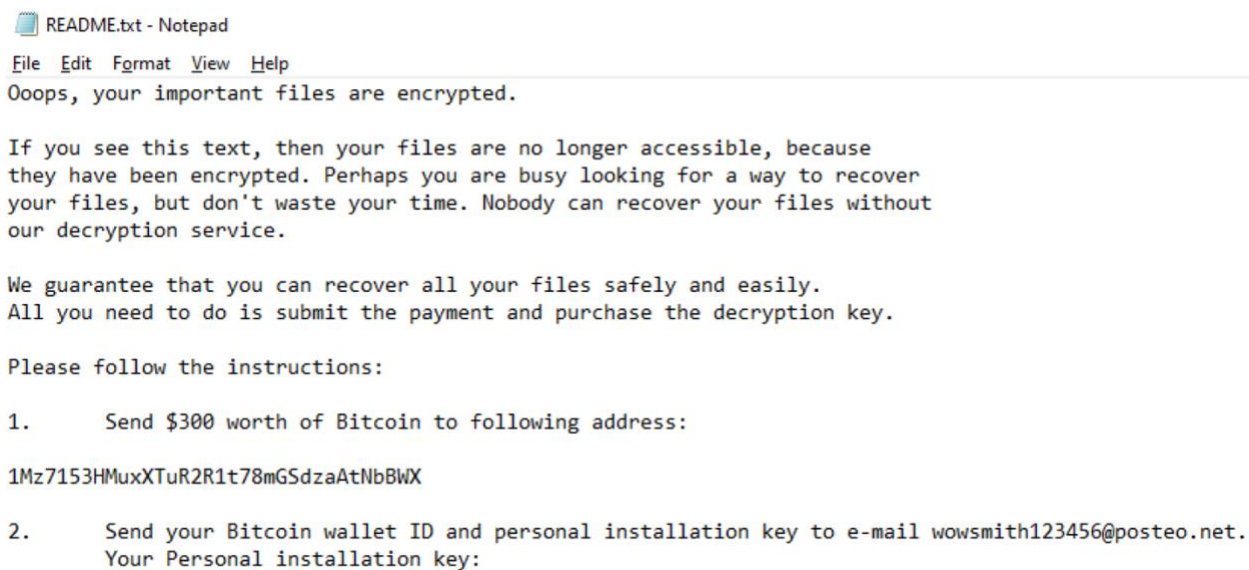 README.txt - Notepad
File Edit Format View Help
Ooops, your important files are encrypted.
If you see this text, then your files are no longer accessible, because
they have been encrypted. Perhaps you are busy looking for a way to recover
your files, but don't waste your time. Nobody can recover your files without
our decryption service.
We guarantee that you can recover all your files safely and easily.
All you need to do is submit the payment and purchase the decryption key.
Please follow the instructions:
1. Send $300 worth of Bitcoin to following address:
1Mz7153HMuxXTuR2R1t78mGSdzaAtNbBWX
2. Send your Bitcoin wallet ID and personal installation key to e-mail wowsmith123456@posteo.net.
Your Personal installation key: